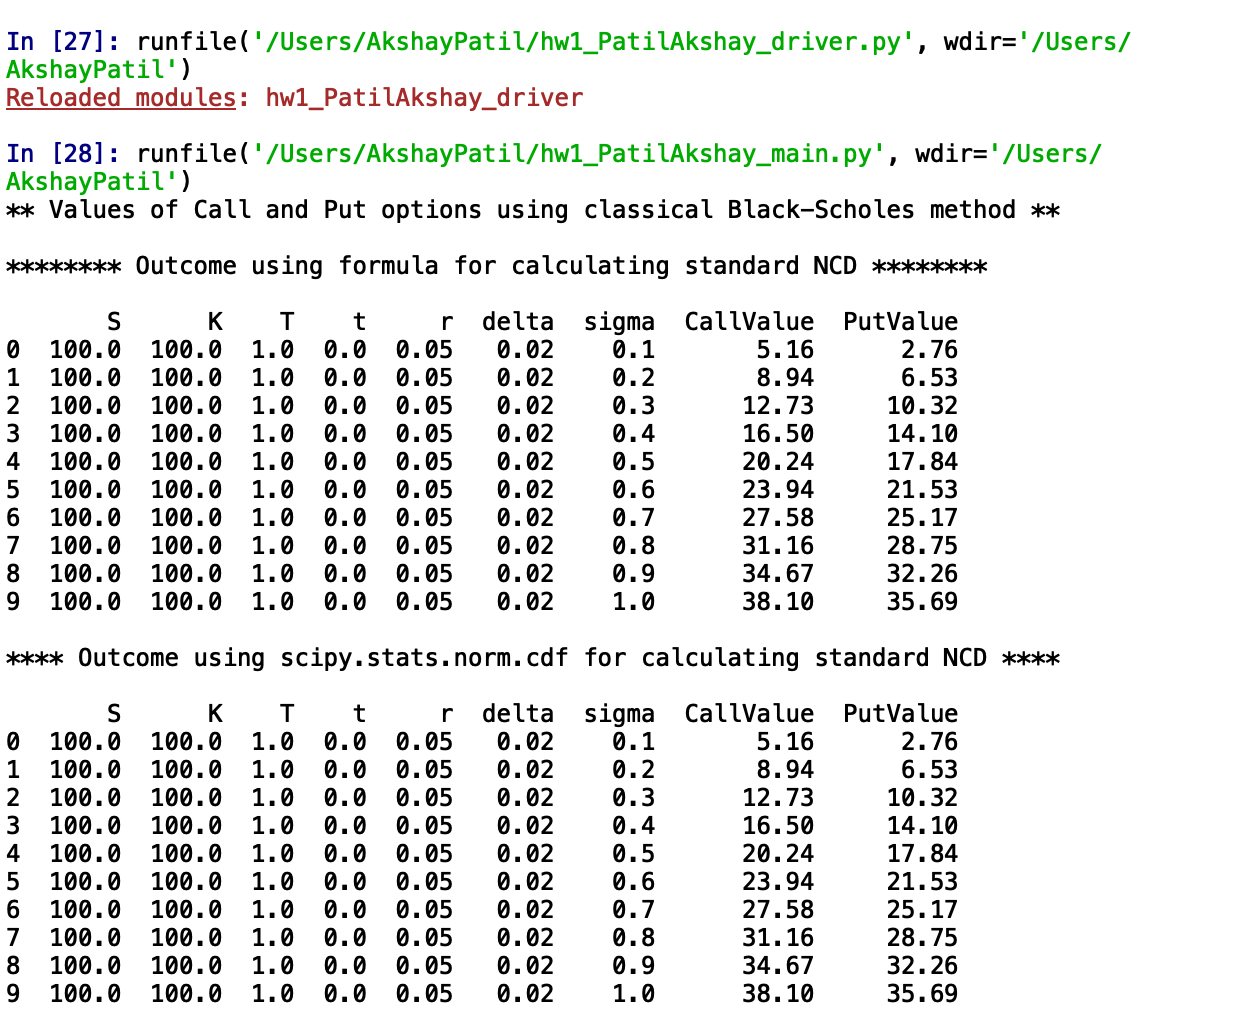 In [27]: runfile('/Users/AkshayPatil/hw1_PatilAkshay_driver.py', wdir='/Users/
AkshayPatil')
Reloaded modules: hw1_PatilAkshay_driver
In [28]: runfile('/Users/AkshayPatil/hw1_PatilAkshay_main.py', wdir='/Users/
AkshayPatil')
** Values of Call and Put options using classical Black-Scholes method **
******** Outcome using formula for calculating standard NCD ********
S K T t r delta sigma CallValue PutValue
0 100.0 100.0 1.0 0.0 0.05 0.02 0.1 5.16 2.76
1 100.0 100.0 1.0 0.0 0.05 0.02 0.2 8.94 6.53
2 100.0 100.0 1.0 0.0 0.05 0.02 0.3 12.73 10.32
3 100.0 100.0 1.0 0.0 0.05 0.02 0.4 16.50 14.10
4 100.0 100.0 1.0 0.0 0.05 0.02 0.5 20.24 17.84
5 100.0 100.0 1.0 0.0 0.05 0.02 0.6 23.94 21.53
6 100.0 100.0 1.0 0.0 0.05 0.02 0.7 27.58 25.17
7 100.0 100.0 1.0 0.0 0.05 0.02 0.8 31.16 28.75
8 100.0 100.0 1.0 0.0 0.05 0.02 0.9 34.67 32.26
9 100.0 100.0 1.0 0.0 0.05 0.02 1.0 38.10 35.69
**** Outcome using scipy.stats.norm.cdf for calculating standard NCD ****
S K T t r delta sigma CallValue PutValue
0 100.0 100.0 1.0 0.0 0.05 0.02 0.1 5.16 2.76
1 100.0 100.0 1.0 0.0 0.05 0.02 0.2 8.94 6.53
2 100.0 100.0 1.0 0.0 0.05 0.02 0.3 12.73 10.32
3 100.0 100.0 1.0 0.0 0.05 0.02 0.4 16.50 14.10
4 100.0 100.0 1.0 0.0 0.05 0.02 0.5 20.24 17.84
5 100.0 100.0 1.0 0.0 0.05 0.02 0.6 23.94 21.53
6 100.0 100.0 1.0 0.0 0.05 0.02 0.7 27.58 25.17
7 100.0 100.0 1.0 0.0 0.05 0.02 0.8 31.16 28.75
8 100.0 100.0 1.0 0.0 0.05 0.02 0.9 34.67 32.26
9 100.0 100.0 1.0 0.0 0.05 0.02 1.0 38.10 35.69